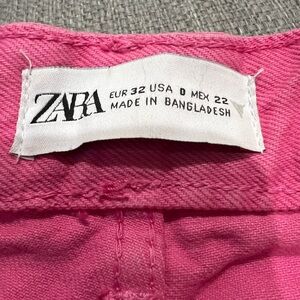 ZARA
EUR 32 USA 0 MEX 22
MADE IN BANGLADESH